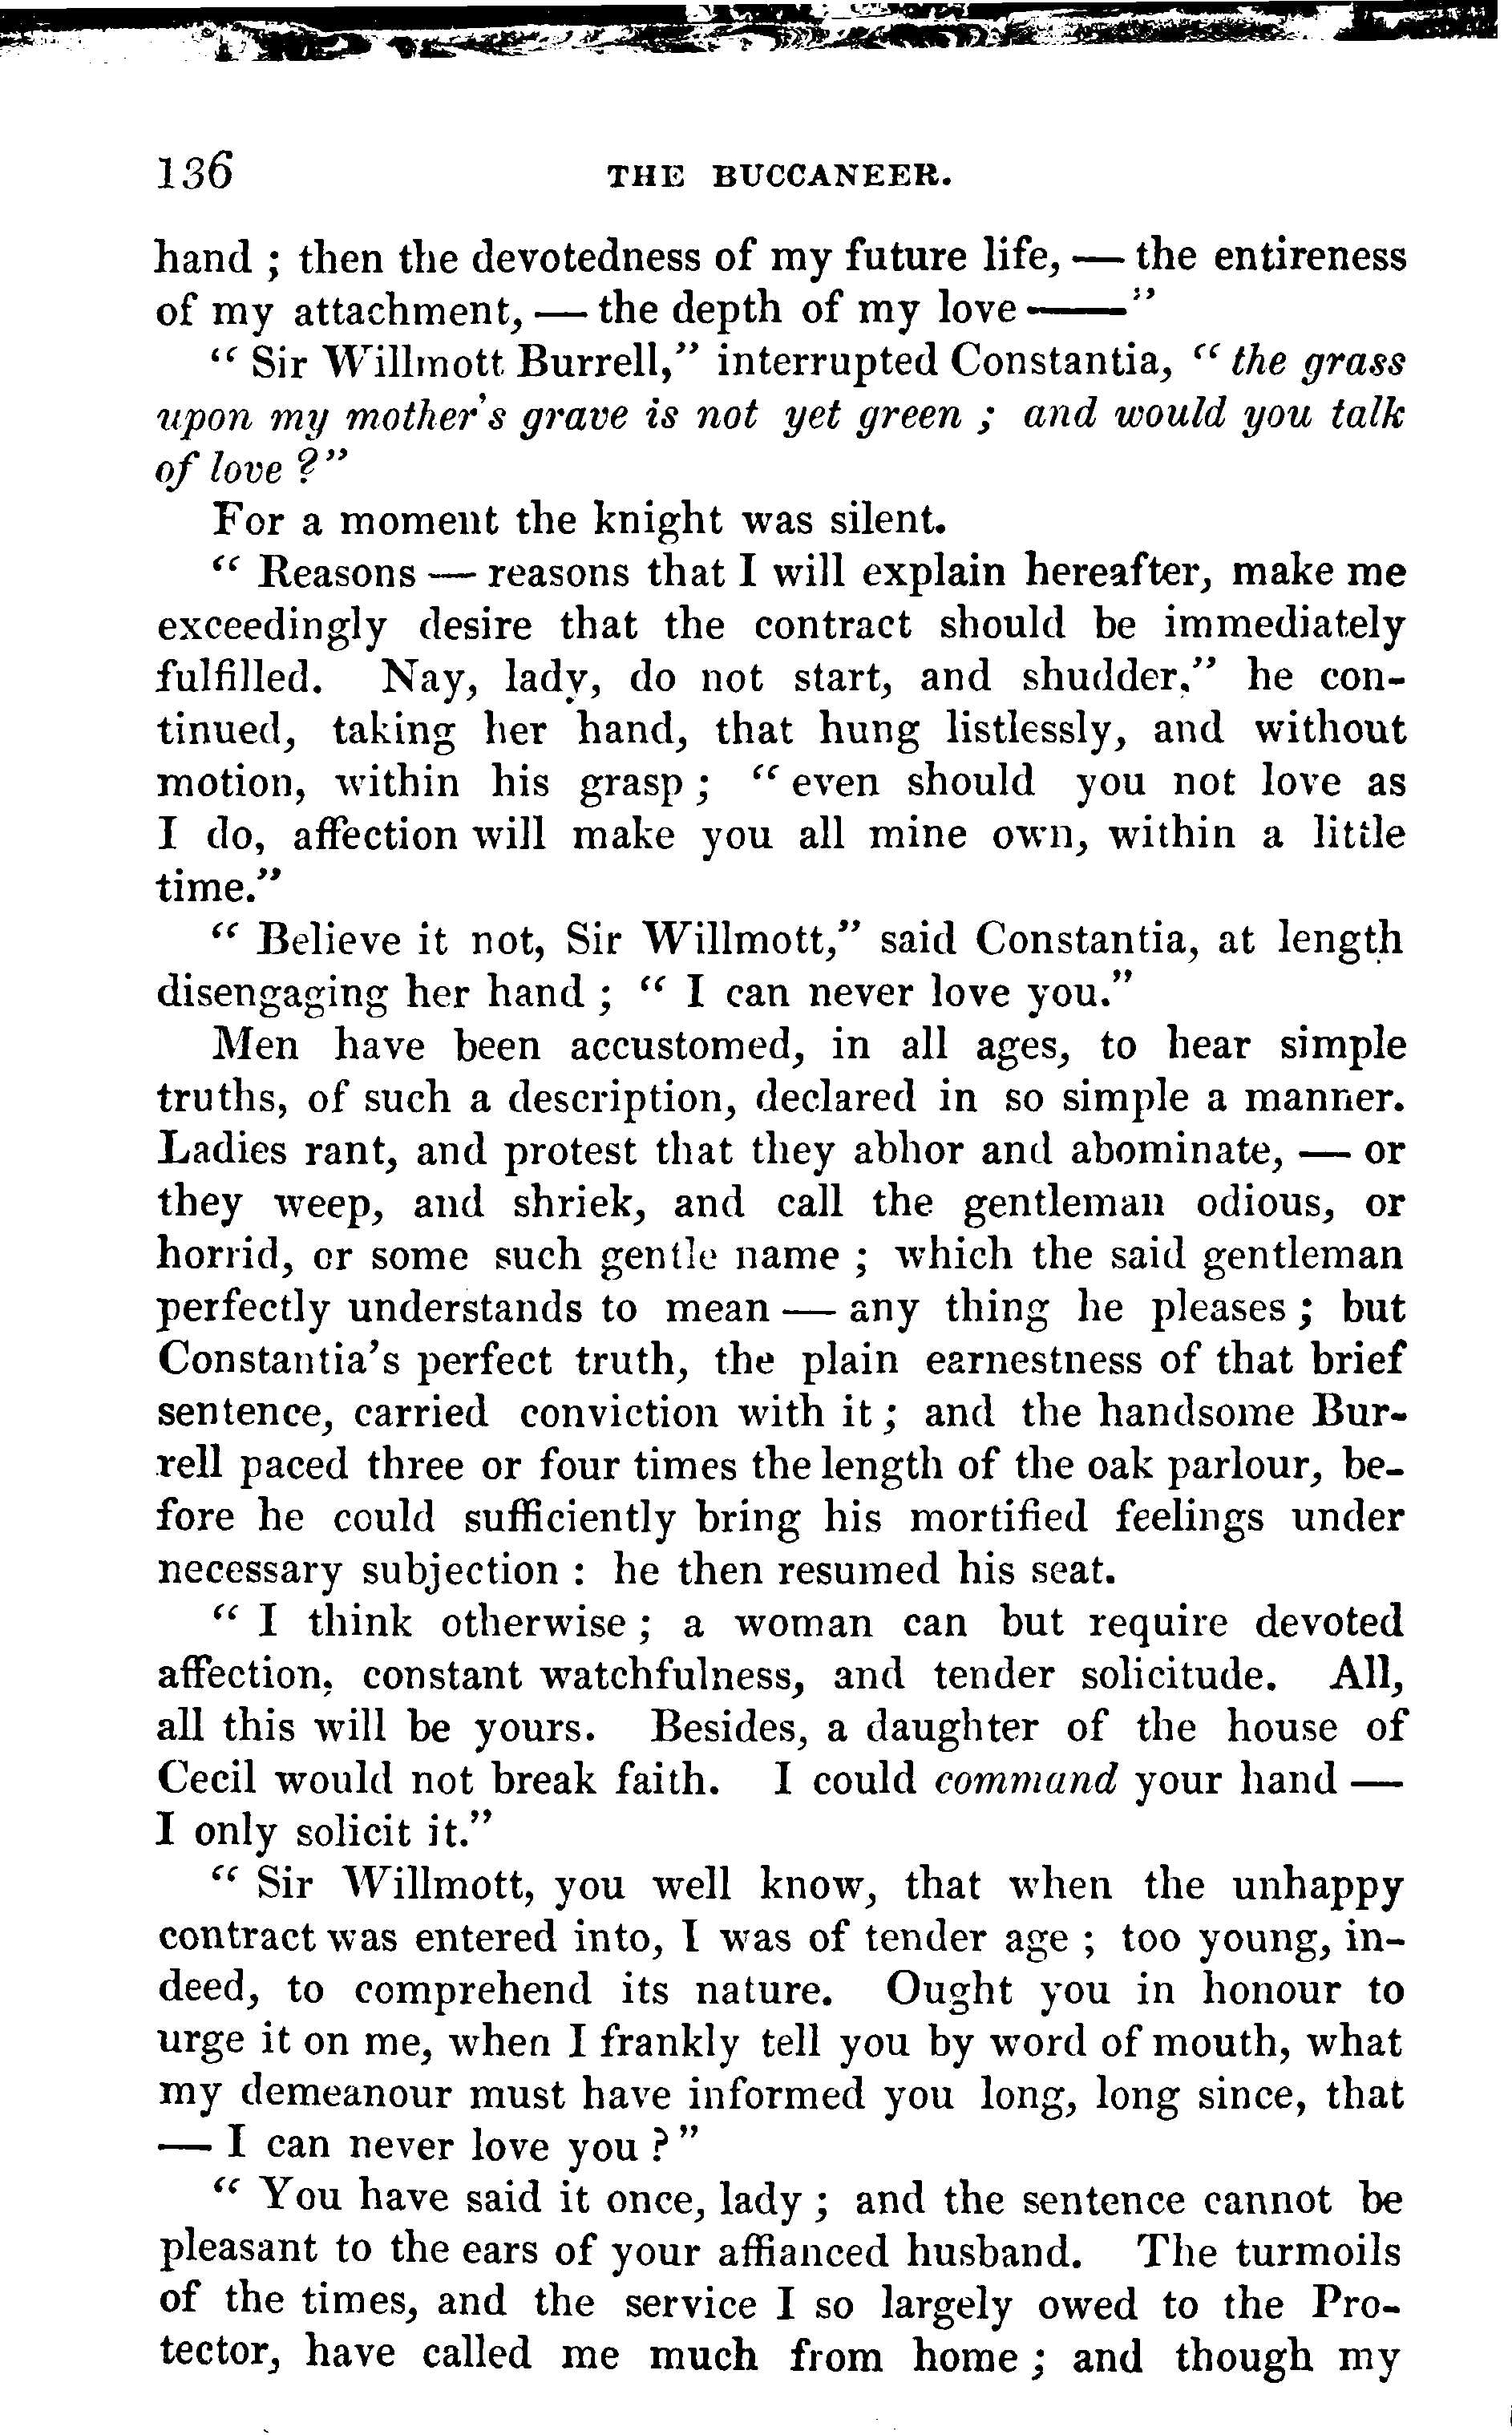 136 THE BUCCANEER.
hand ; then the devotedness of my future life, — the entireness
of my attachment, — the depth of my love ——"
" Sir Willmott Burrell," interrupted Constantia, " the grass
upon my mother's grave is not yet green ; and would you talk
of love ?"
For a moment the knight was silent.
" Reasons — reasons that I will explain hereafter, make me
exceedingly desire that the contract should be immediately
fulfilled. Nay, lady, do not start, and shudder," he con-
tinued, taking her hand, that hung listlessly, and without
motion, within his grasp ; " even should you not love as
I do, affection will make you all mine own, within a little
time."
" Believe it not, Sir Willmott," said Constantia, at length
disengaging her hand ; " I can never love you."
Men have been accustomed, in all ages, to hear simple
truths, of such a description, declared in so simple a manner.
Ladies rant, and protest that they abhor and abominate, — or
they weep, and shriek, and call the gentleman odious, or
horrid, or some such gentle name ; which the said gentleman
perfectly understands to mean — any thing he pleases ; but
Constantia's perfect truth, the plain earnestness of that brief
sentence, carried conviction with it ; and the handsome Bur-
rell paced three or four times the length of the oak parlour, be-
fore he could sufficiently bring his mortified feelings under
necessary subjection : he then resumed his seat.
" I think otherwise ; a woman can but require devoted
affection, constant watchfulness, and tender solicitude. All,
all this will be yours. Besides, a daughter of the house of
Cecil would not break faith. I could command your hand —
I only solicit it."
" Sir Willmott, you well know, that when the unhappy
contract was entered into, I was of tender age ; too young, in-
deed, to comprehend its nature. Ought you in honour to
urge it on me, when I frankly tell you by word of mouth, what
my demeanour must have informed you long, long since, that
— I can never love you ?"
" You have said it once, lady ; and the sentence cannot be
pleasant to the ears of your affianced husband. The turmoils
of the times, and the service I so largely owed to the Pro-
tector, have called me much from home ; and though my